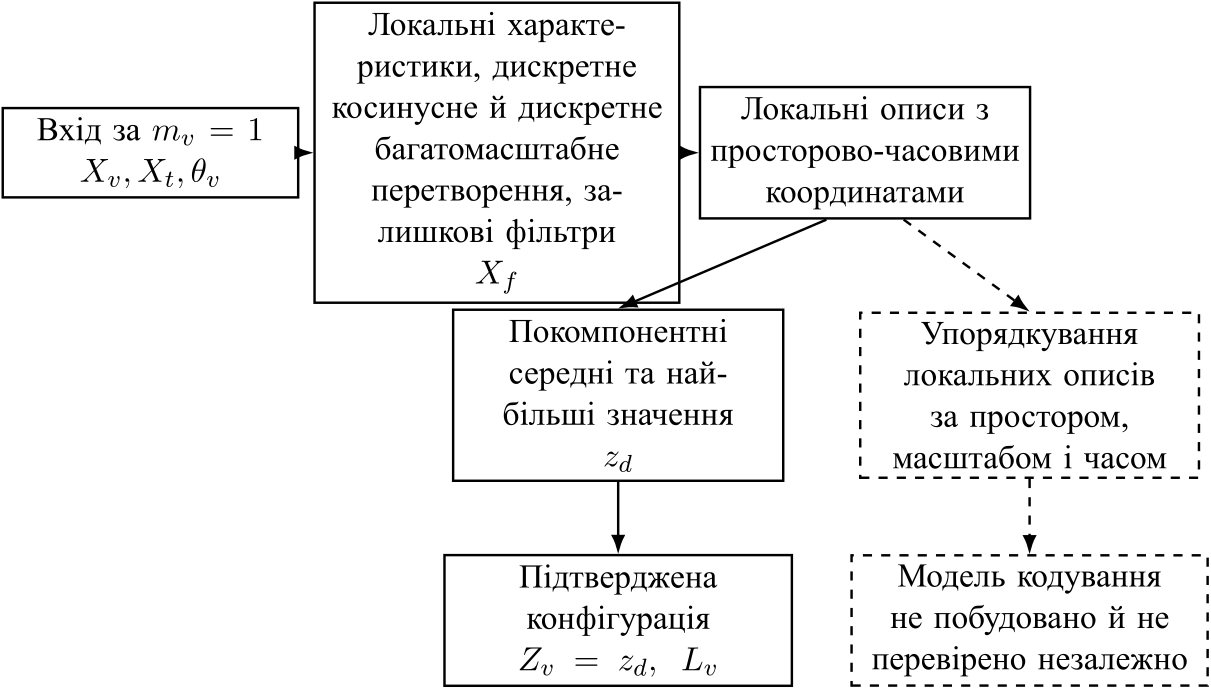 Вхід за m_v = 1
X_v, X_t, θ_v
Локальні характе-
ристики, дискретне
косинусне й дискретне
багатомасштабне
перетворення, за-
лишкові фільтри
X_f
Локальні описи з
просторово-часовими
координатами
Покомпонентні
середні та най-
більші значення
z_d
Упорядкування
локальних описів
за простором,
масштабом і часом
Підтверджена
конфігурація
Z_v = z_d, L_v
Модель кодування
не побудовано й не
перевірено незалежно